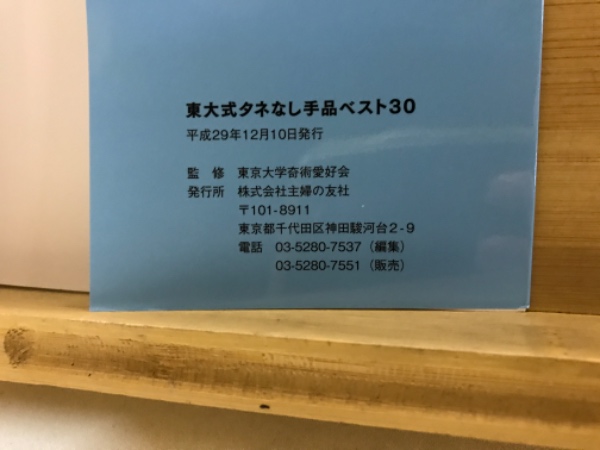 東大式タネなし手品ベスト30
平成29年12月10日発行
監　修　東京大学奇術愛好会
発行所　株式会社主婦の友社
〒101-8911
東京都千代田区神田駿河台2-9
電話　03-5280-7537（編集）
03-5280-7551（販売）